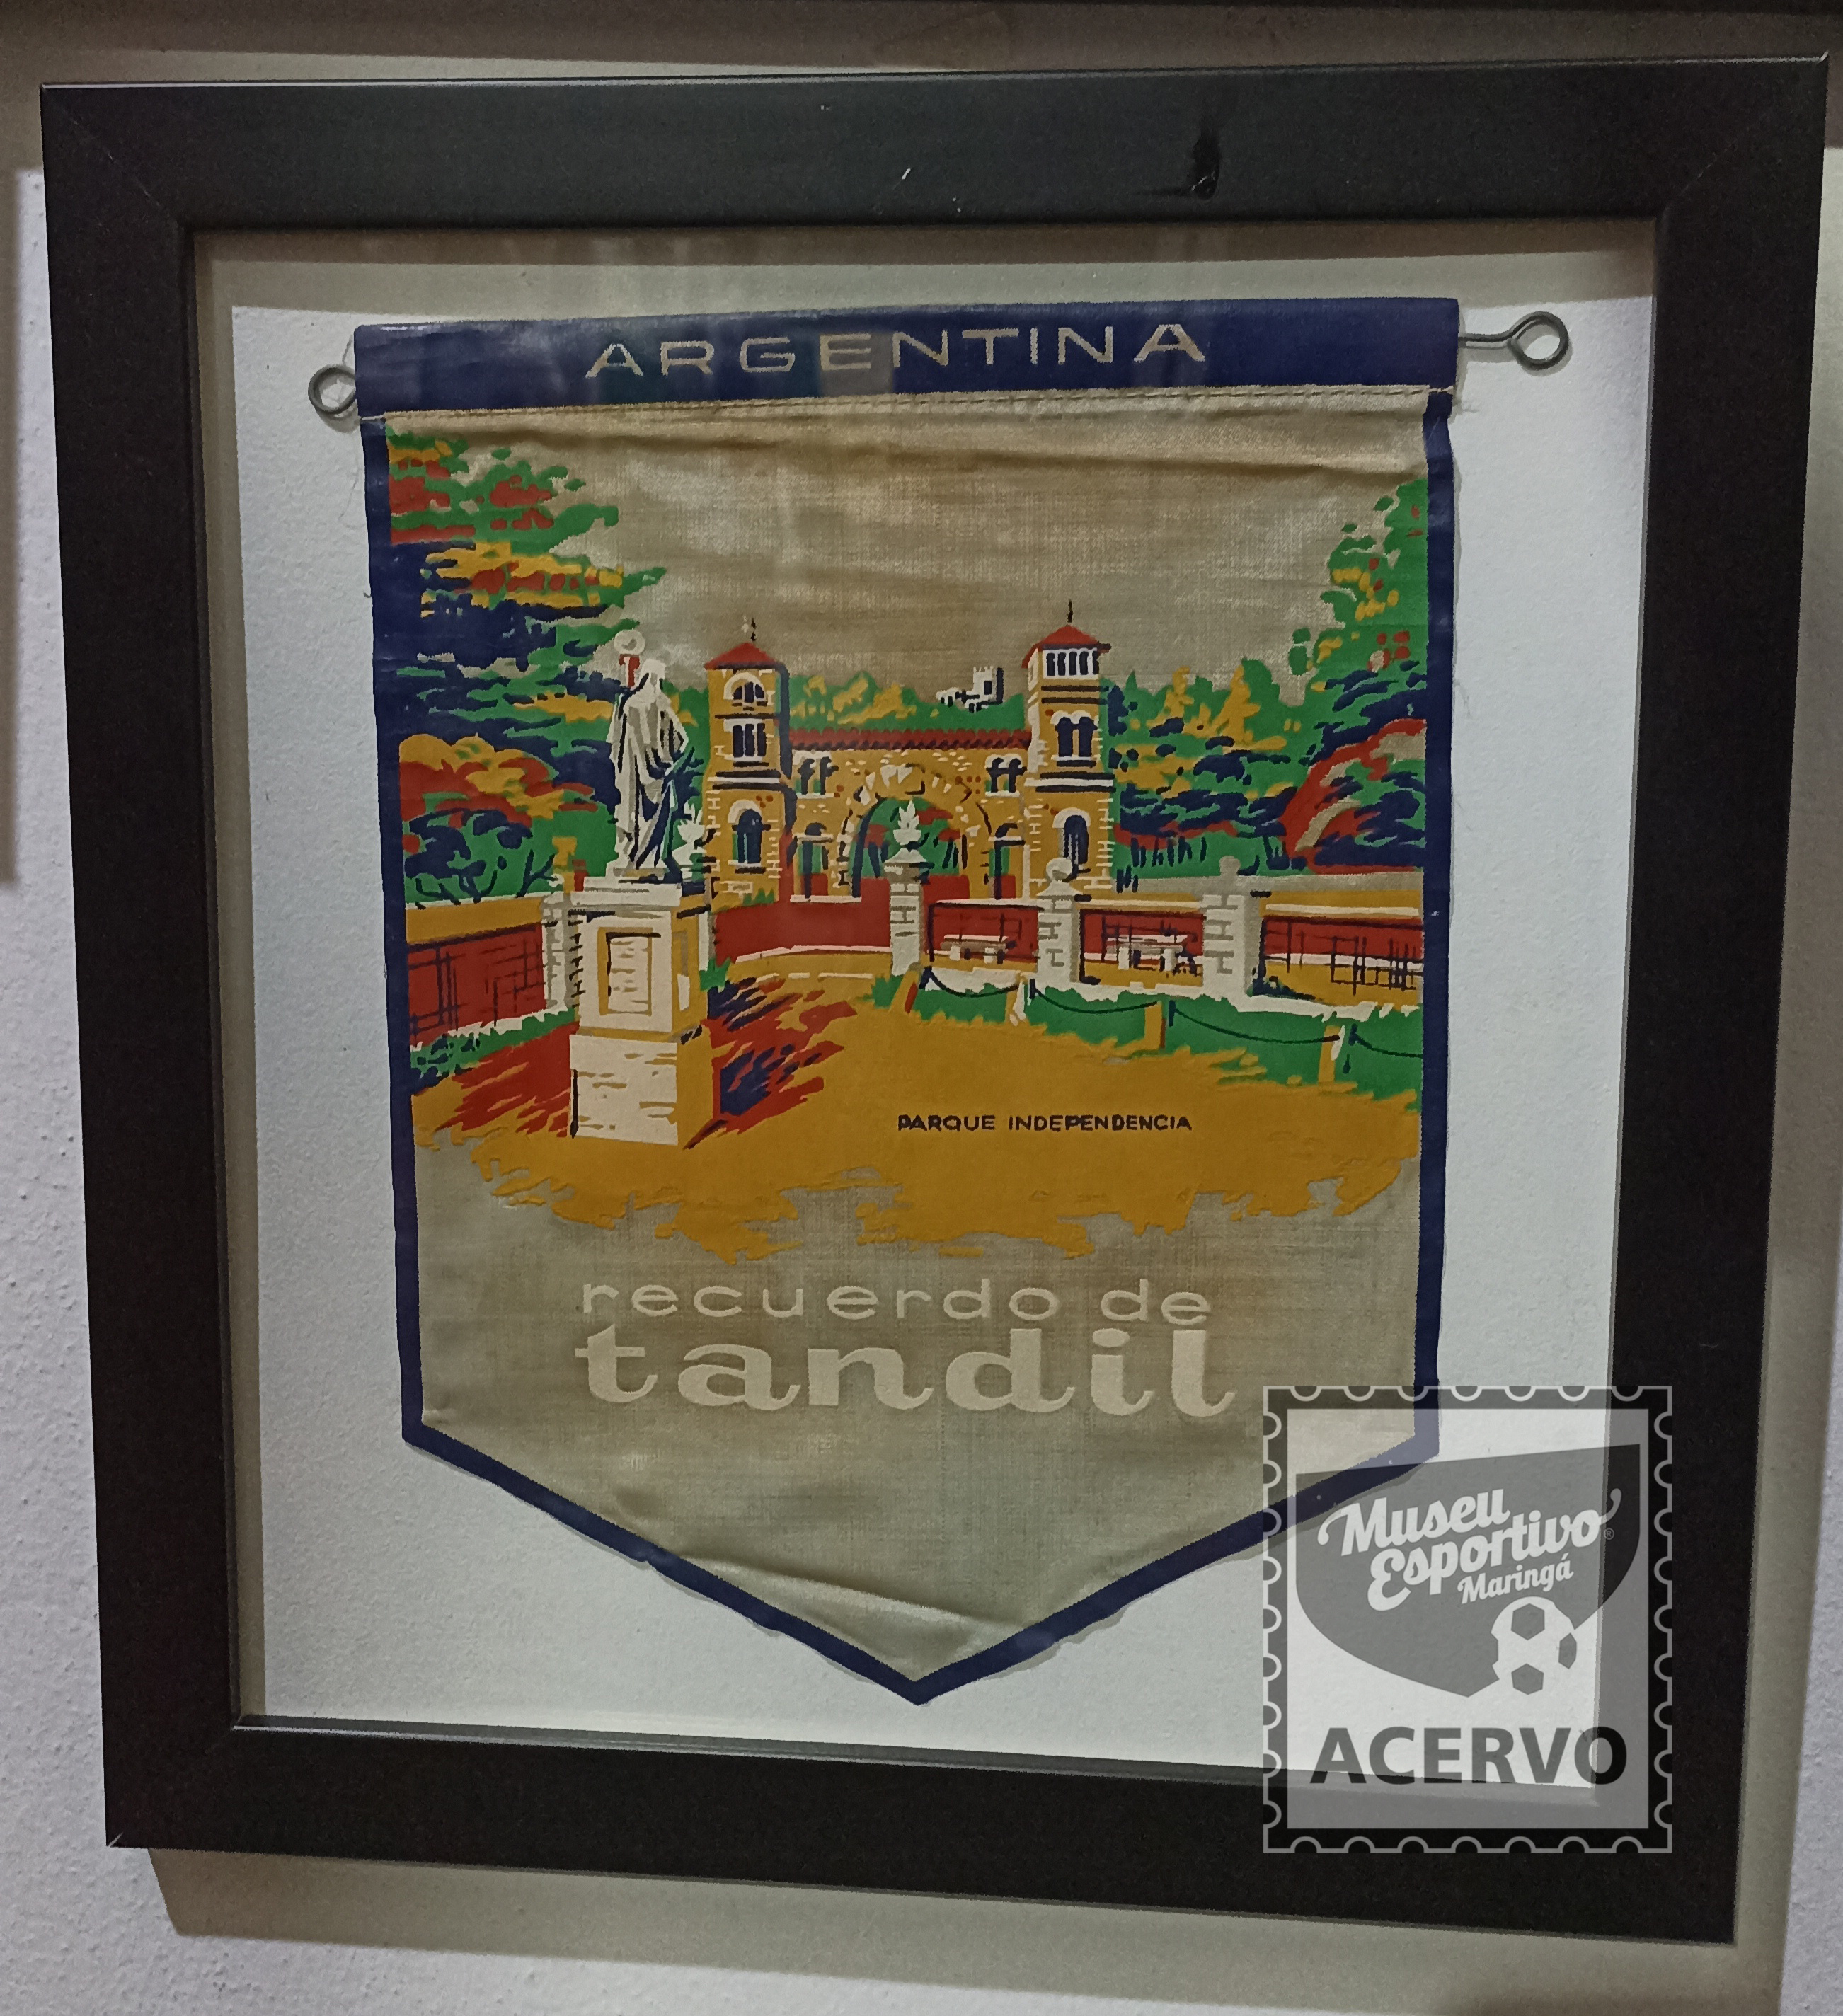 ARGENTINA
PARQUE INDEPENDENCIA
recuerdo de
tandil
Museu
Esportivo®
Maringá
ACERVO